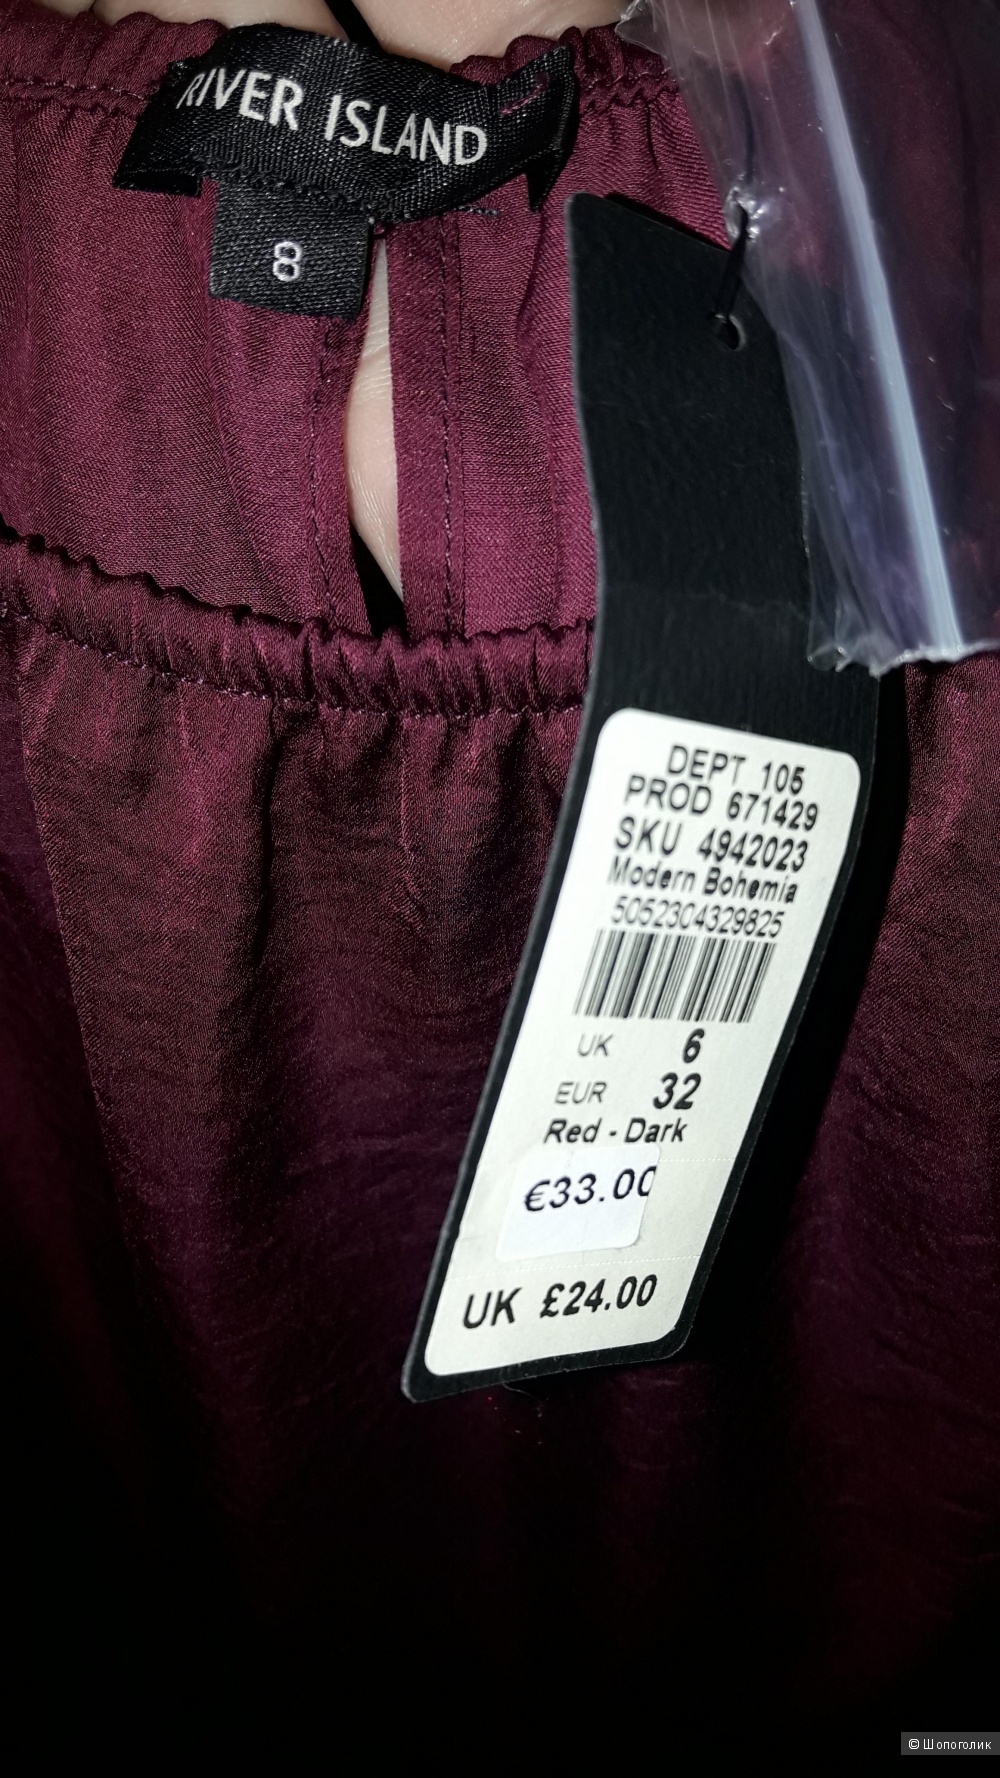 RIVER ISLAND
8
DEPT 105
PROD 671429
SKU 4942023
Modern Bohemia
5052304329825
UK 6
EUR 32
Red - Dark
€33.00
UK £24.00
© Шопоголик